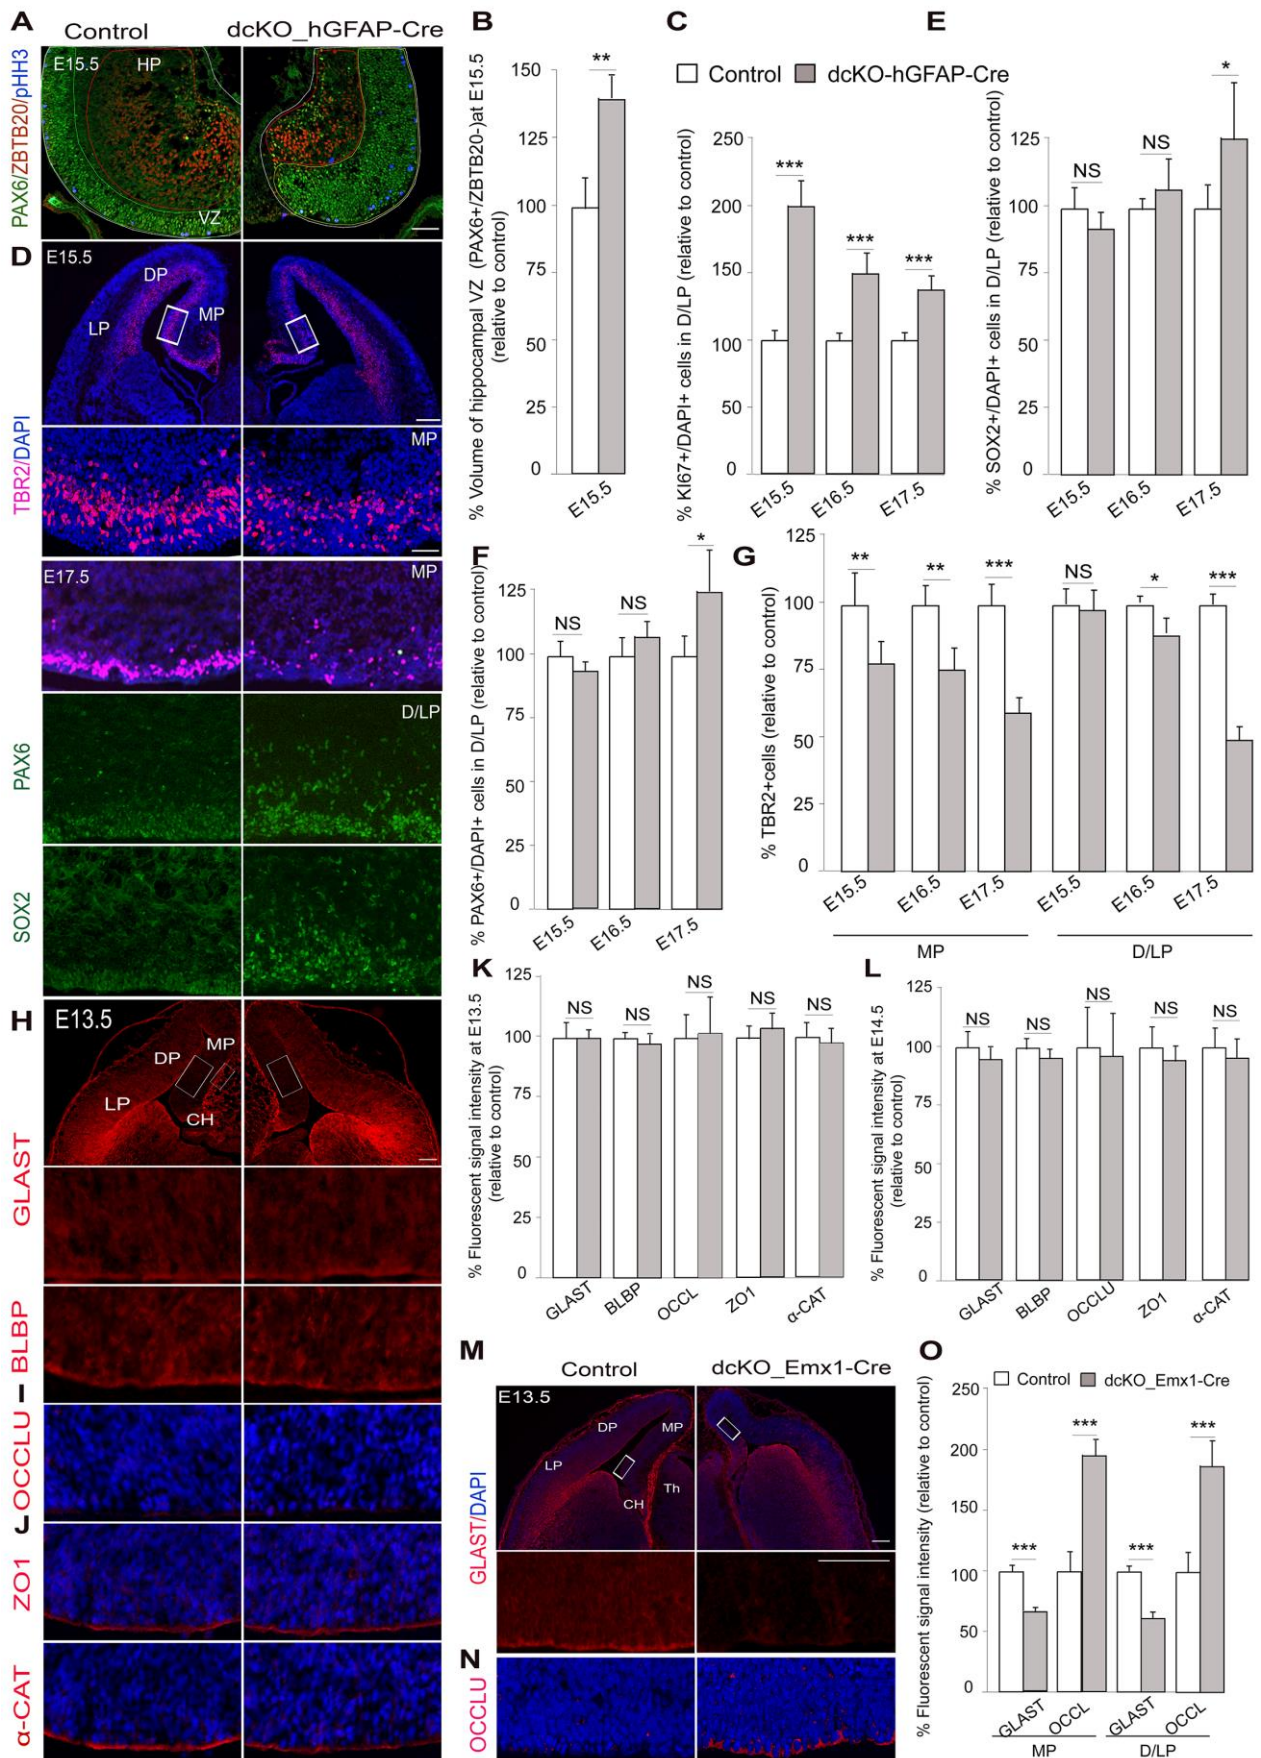 A
Control
dcKO_hGFAP-Cre
PAX6/ZBTB20/pHH3
E15.5
HP
VZ
B
% Volume of hippocampal VZ (PAX6+/ZBTB20-)at E15.5
(relative to control)
150
125
100
75
50
25
0
**
E15.5
C
Control
dcKO-hGFAP-Cre
% KI67+/DAPI+ cells in D/LP (relative to control)
250
200
150
100
50
0
***
***
***
E15.5
E16.5
E17.5
E
% SOX2+/DAPI+ cells in D/LP (relative to control)
125
100
75
50
25
0
NS
NS
*
E15.5
E16.5
E17.5
D
TBR2/DAPI
E15.5
DP
LP
MP
MP
E17.5
MP
PAX6
D/LP
SOX2
F
% PAX6+/DAPI+ cells in D/LP (relative to control)
125
100
75
50
25
0
NS
NS
*
E15.5
E16.5
E17.5
G
% TBR2+cells (relative to control)
125
100
75
50
25
0
**
**
***
NS
*
***
E15.5
E16.5
E17.5
E15.5
E16.5
E17.5
MP
D/LP
H
GLAST
E13.5
DP
MP
LP
CH
BLBP
I
OCCLU
J
ZO1
α-CAT
K
% Fluorescent signal intensity at E13.5
(relative to control)
125
100
75
50
25
0
NS
NS
NS
NS
NS
GLAST
BLBP
OCCL
ZO1
α-CAT
L
% Fluorescent signal intensity at E14.5
(relative to control)
125
100
75
50
25
0
NS
NS
NS
NS
NS
GLAST
BLBP
OCCLU
ZO1
α-CAT
M
Control
dcKO_Emx1-Cre
GLAST/DAPI
E13.5
DP
MP
LP
Th
CH
N
OCCLU
O
Control
dcKO_Emx1-Cre
% Fluorescent signal intensity (relative to control)
250
200
150
100
50
0
***
***
***
***
GLAST
OCCL
GLAST
OCCL
MP
D/LP